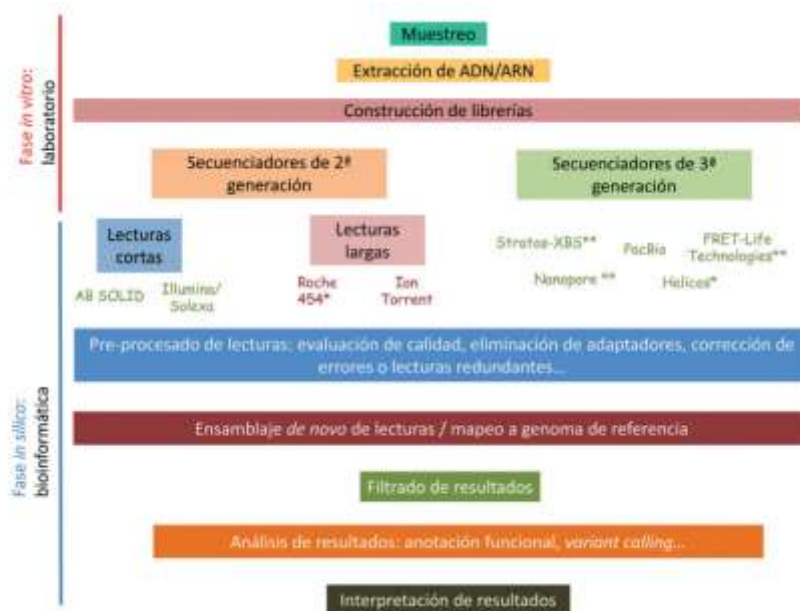 Fase in vitro:
laboratorio
Muestreo
Extracción de ADN/ARN
Construcción de librerías
Secuenciadores de 2ª
generación
Secuenciadores de 3ª
generación
Fase in silico:
bioinformática
Lecturas
cortas
Lecturas
largas
AB SOLID
Illumina/
Solexa
Roche
454*
Ion
Torrent
Stratos-XBS**
PacBio
FRET-Life
Technologies**
Nanopore **
Helicos*
Pre-procesado de lecturas: evaluación de calidad, eliminación de adaptadores, corrección de
errores o lecturas redundantes...
Ensamblaje de novo de lecturas / mapeo a genoma de referencia
Filtrado de resultados
Análisis de resultados: anotación funcional, variant calling...
Interpretación de resultados